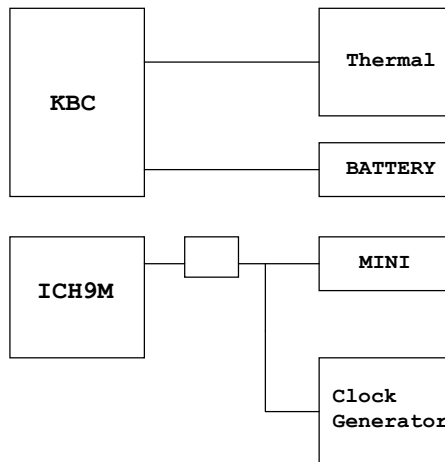 Thermal
KBC
BATTERY
MINI
ICH9M
Clock
Generator